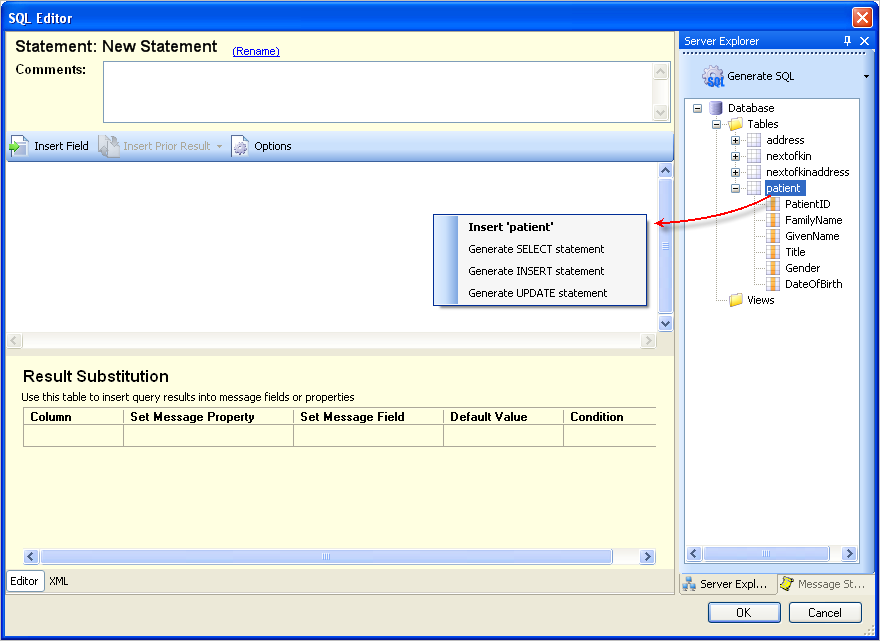 SQL Editor
Statement: New Statement (Rename)
Comments:
Insert Field Insert Prior Result Options
Insert 'patient'
Generate SELECT statement
Generate INSERT statement
Generate UPDATE statement
Result Substitution
Use this table to insert query results into message fields or properties
Column Set Message Property Set Message Field Default Value Condition
Editor XML
Server Explorer
SQL Generate SQL
Database
Tables
address
nextofkin
nextofkinaddress
patient
PatientID
FamilyName
GivenName
Title
Gender
DateOfBirth
Views
Server Expl... Message St...
OK Cancel